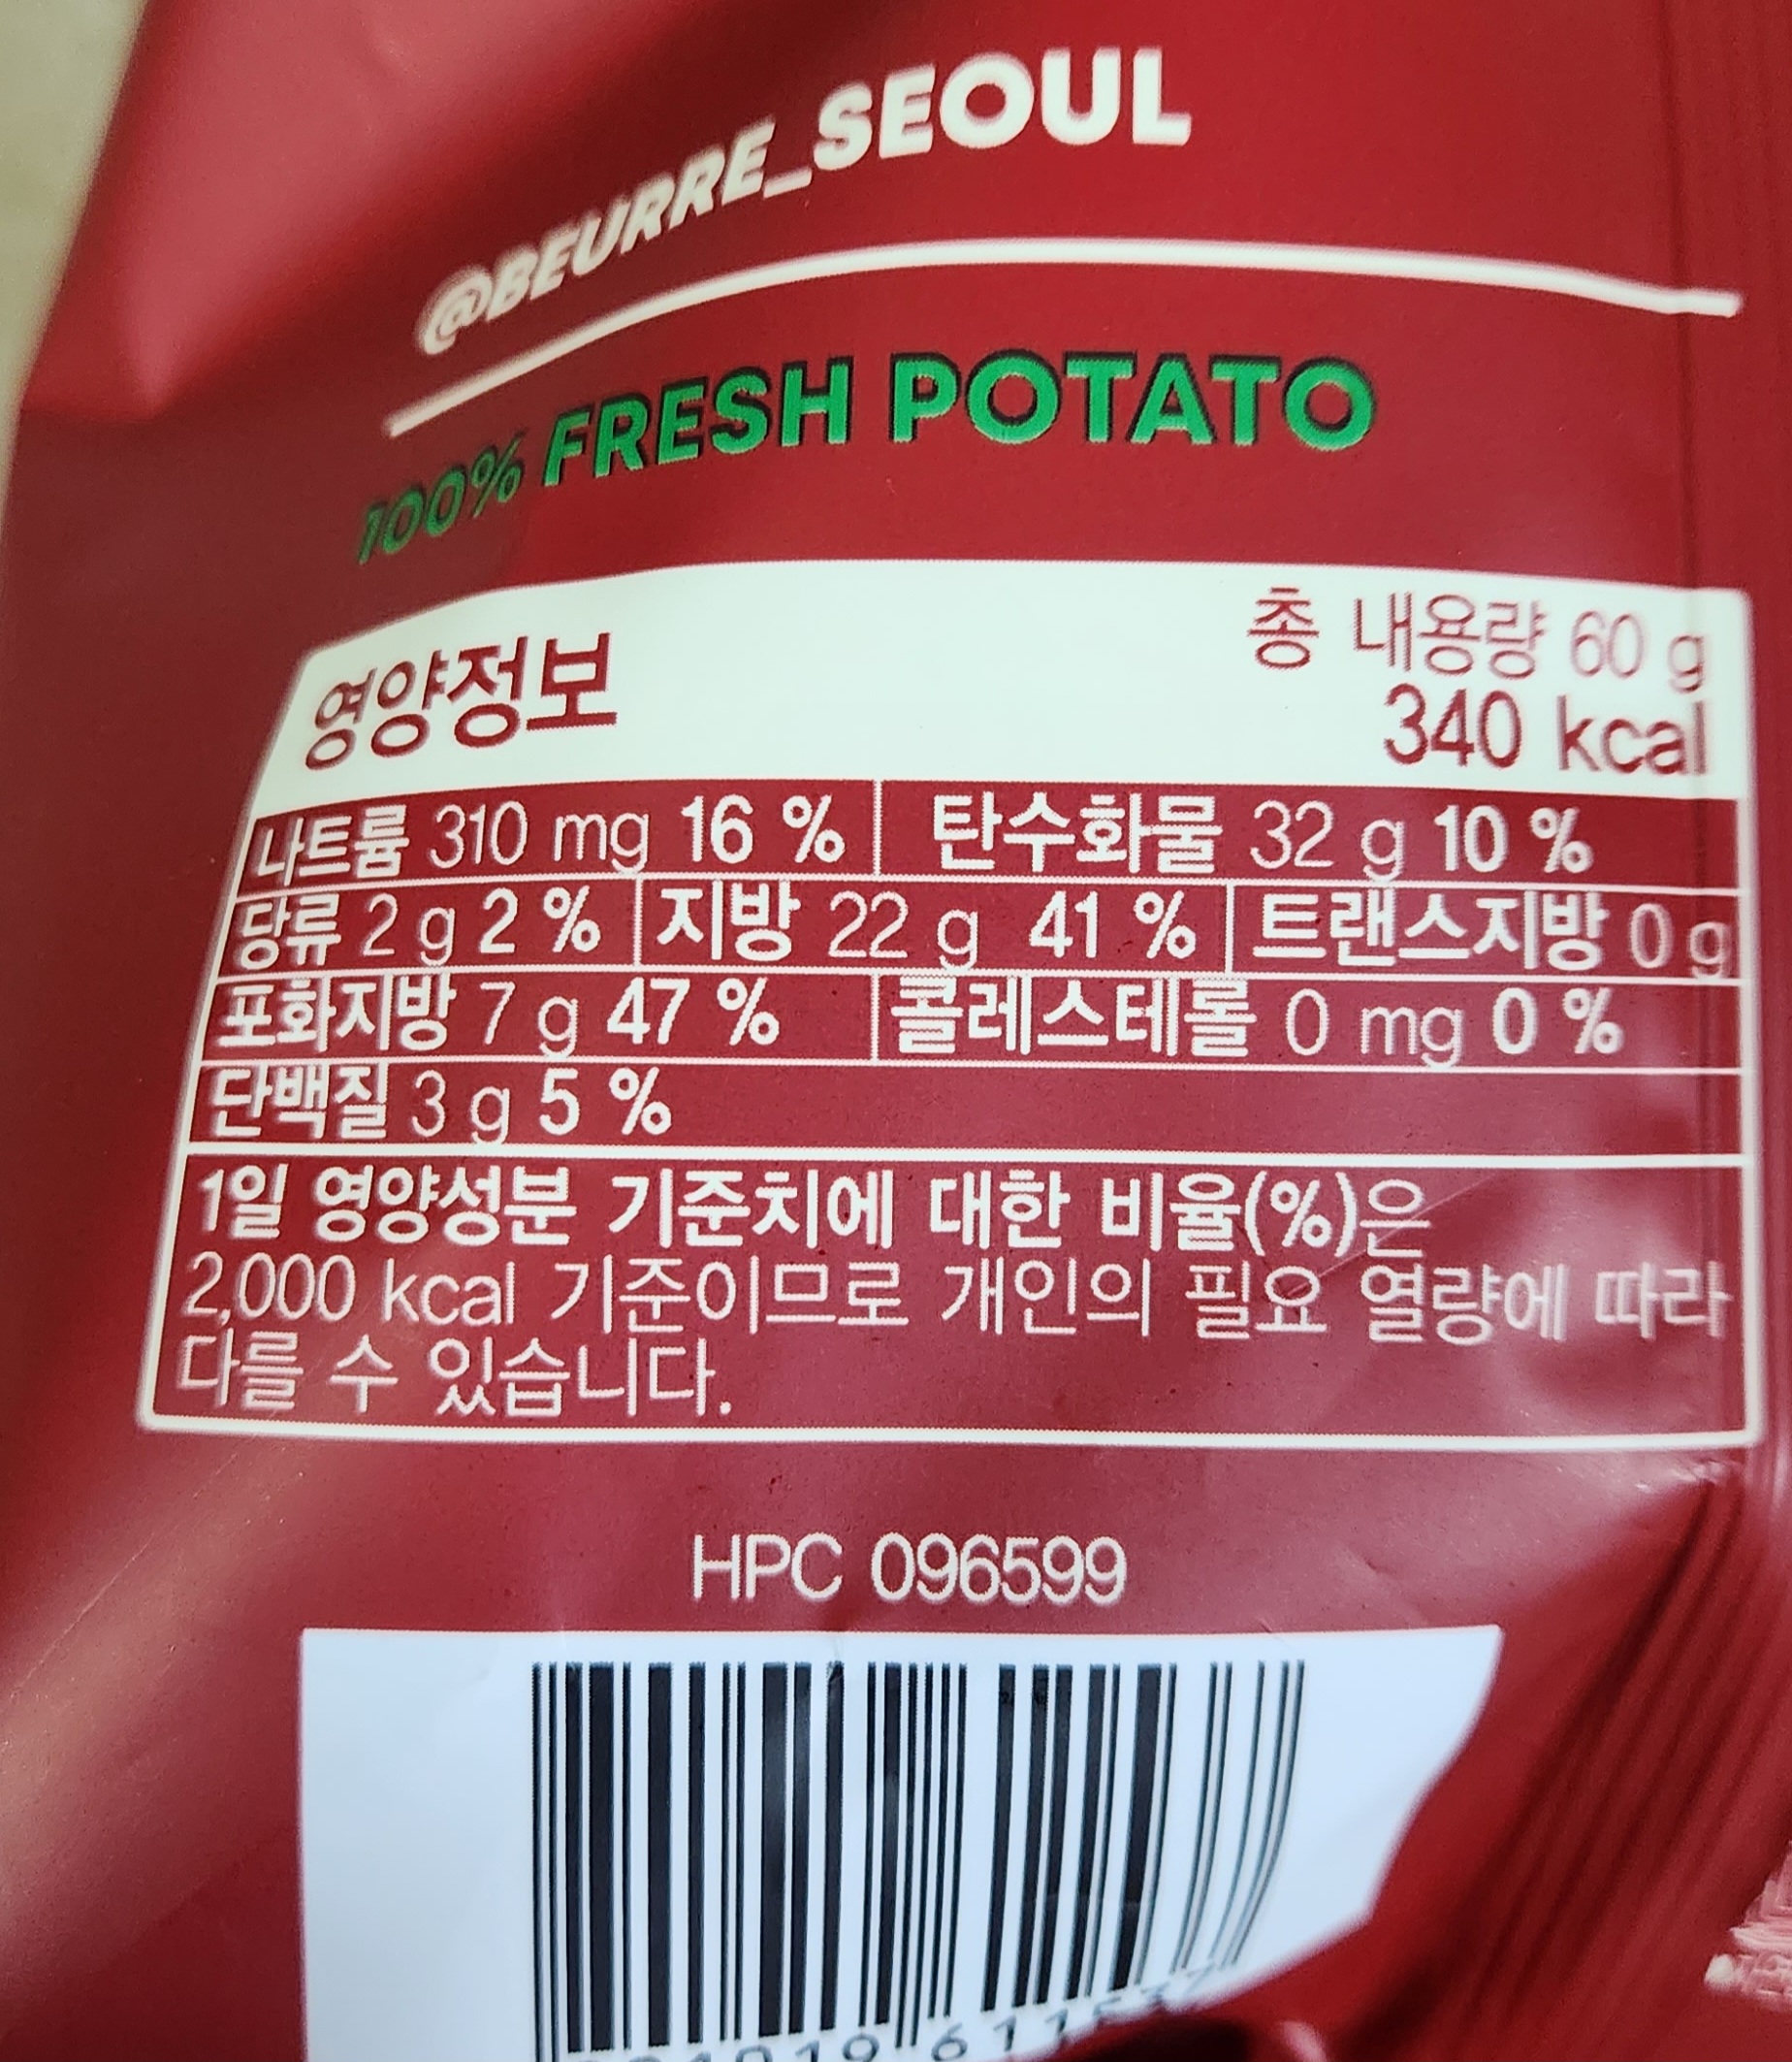 @BEURRE_SEOUL
100% FRESH POTATO
영양정보
총 내용량 60 g
340 kcal
나트륨 310 mg 16 % 탄수화물 32 g 10 %
당류 2 g 2 % 지방 22 g 41 % 트랜스지방 0 g
포화지방 7 g 47 % 콜레스테롤 0 mg 0 %
단백질 3 g 5 %
1일 영양성분 기준치에 대한 비율(%)은
2,000 kcal 기준이므로 개인의 필요 열량에 따라
다를 수 있습니다.
HPC 096599